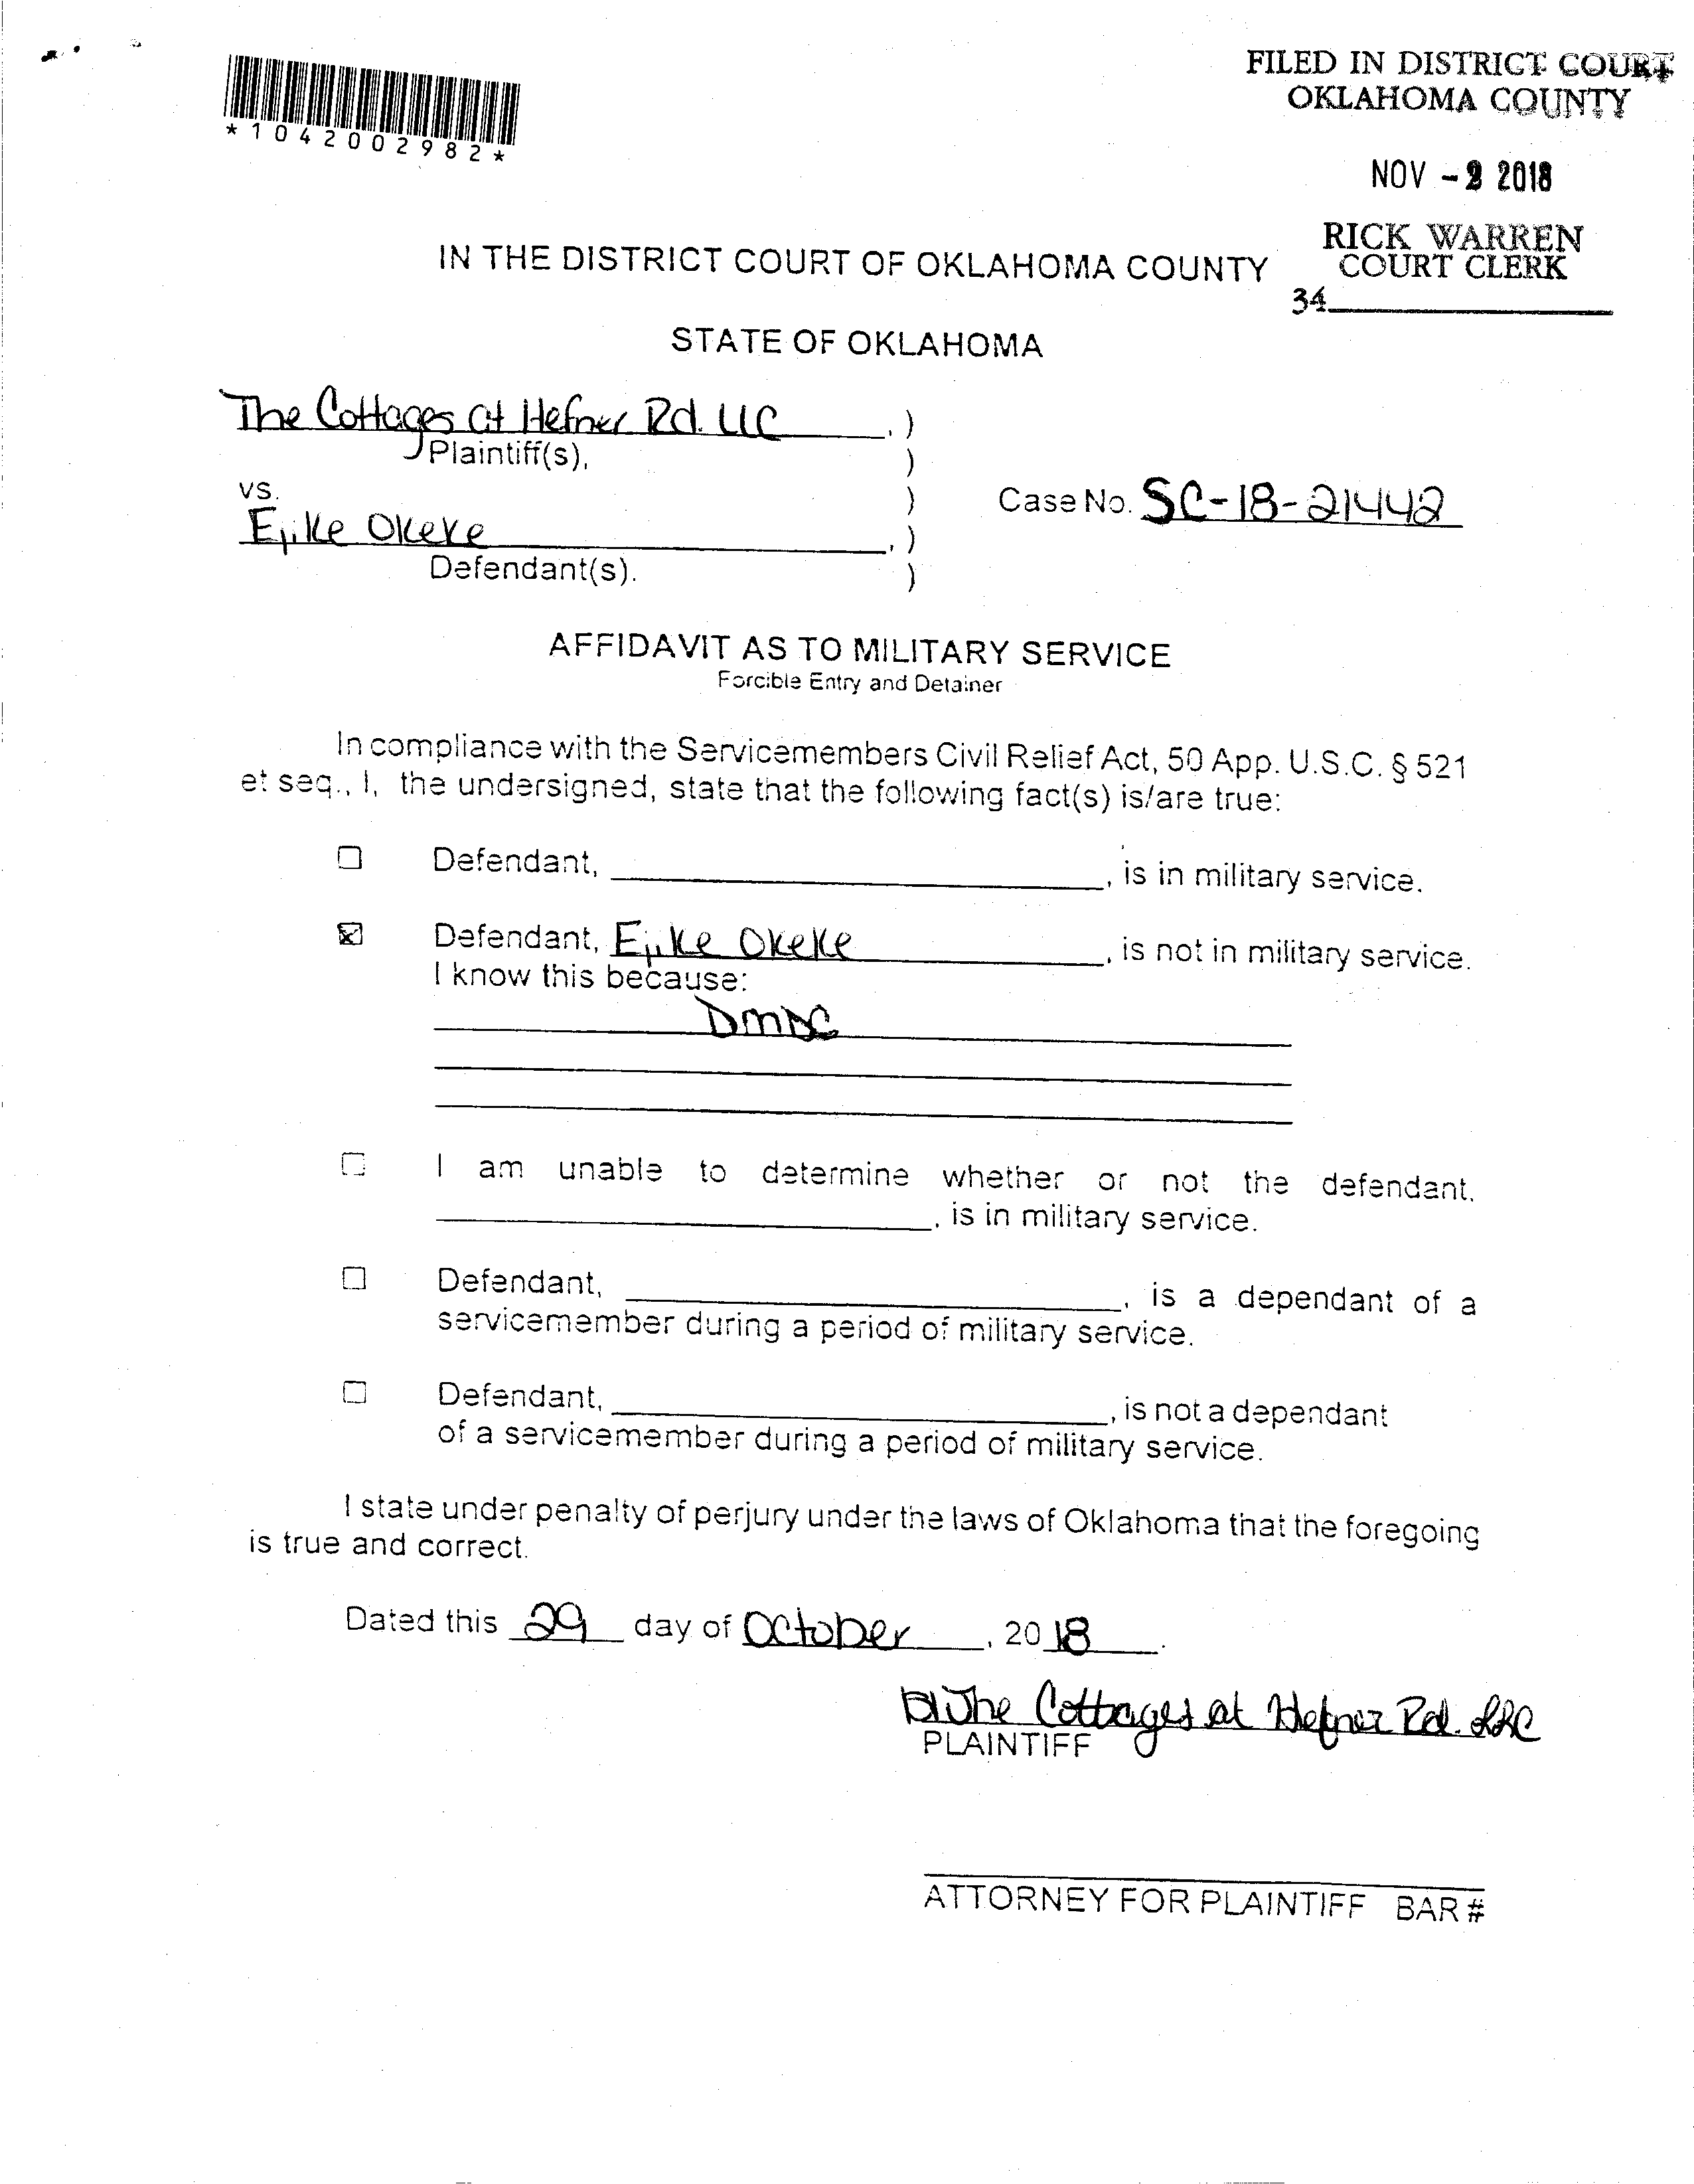 *1042002982*
FILED IN DISTRICT COURT
OKLAHOMA COUNTY
NOV - 2018
RICK WARREN
COURT CLERK
34
IN THE DISTRICT COURT OF OKLAHOMA COUNTY
STATE OF OKLAHOMA
The Cottages at Hefner Rd. LLC , )
Plaintiff(s), )
vs. )
Ejike Okeke , )
Defendant(s). )
Case No. SC-18-21442
AFFIDAVIT AS TO MILITARY SERVICE
Forcible Entry and Detainer
In compliance with the Servicemembers Civil Relief Act, 50 App. U.S.C. § 521
et seq., I, the undersigned, state that the following fact(s) is/are true:
☐ Defendant, , is in military service.
☒ Defendant, Ejike Okeke , is not in military service.
I know this because:
DMDC
☐ I am unable to determine whether or not the defendant,
, is in military service.
☐ Defendant, , is a dependant of a
servicemember during a period of military service.
☐ Defendant, , is not a dependant
of a servicemember during a period of military service.
I state under penalty of perjury under the laws of Oklahoma that the foregoing
is true and correct.
Dated this 29 day of October , 20 18 .
The Cottages at Hefner Rd. LLC
PLAINTIFF
ATTORNEY FOR PLAINTIFF BAR #